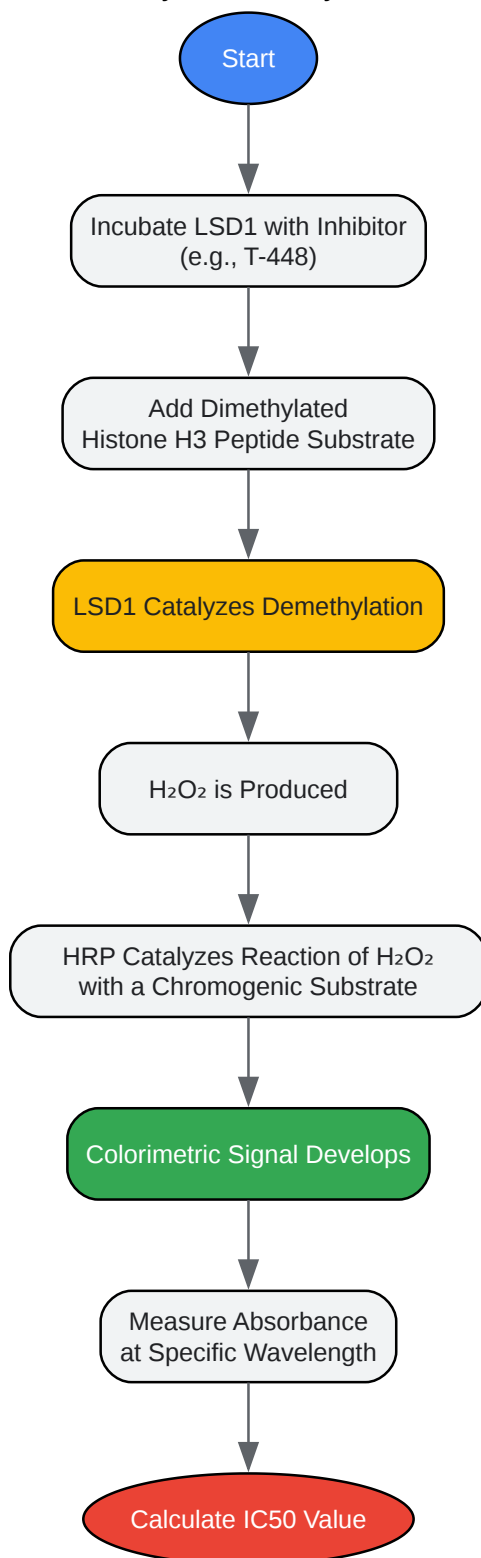 Start
Incubate LSD1 with Inhibitor
(e.g., T-448)
Add Dimethylated
Histone H3 Peptide Substrate
LSD1 Catalyzes Demethylation
H₂O₂ is Produced
HRP Catalyzes Reaction of H₂O₂
with a Chromogenic Substrate
Colorimetric Signal Develops
Measure Absorbance
at Specific Wavelength
Calculate IC50 Value